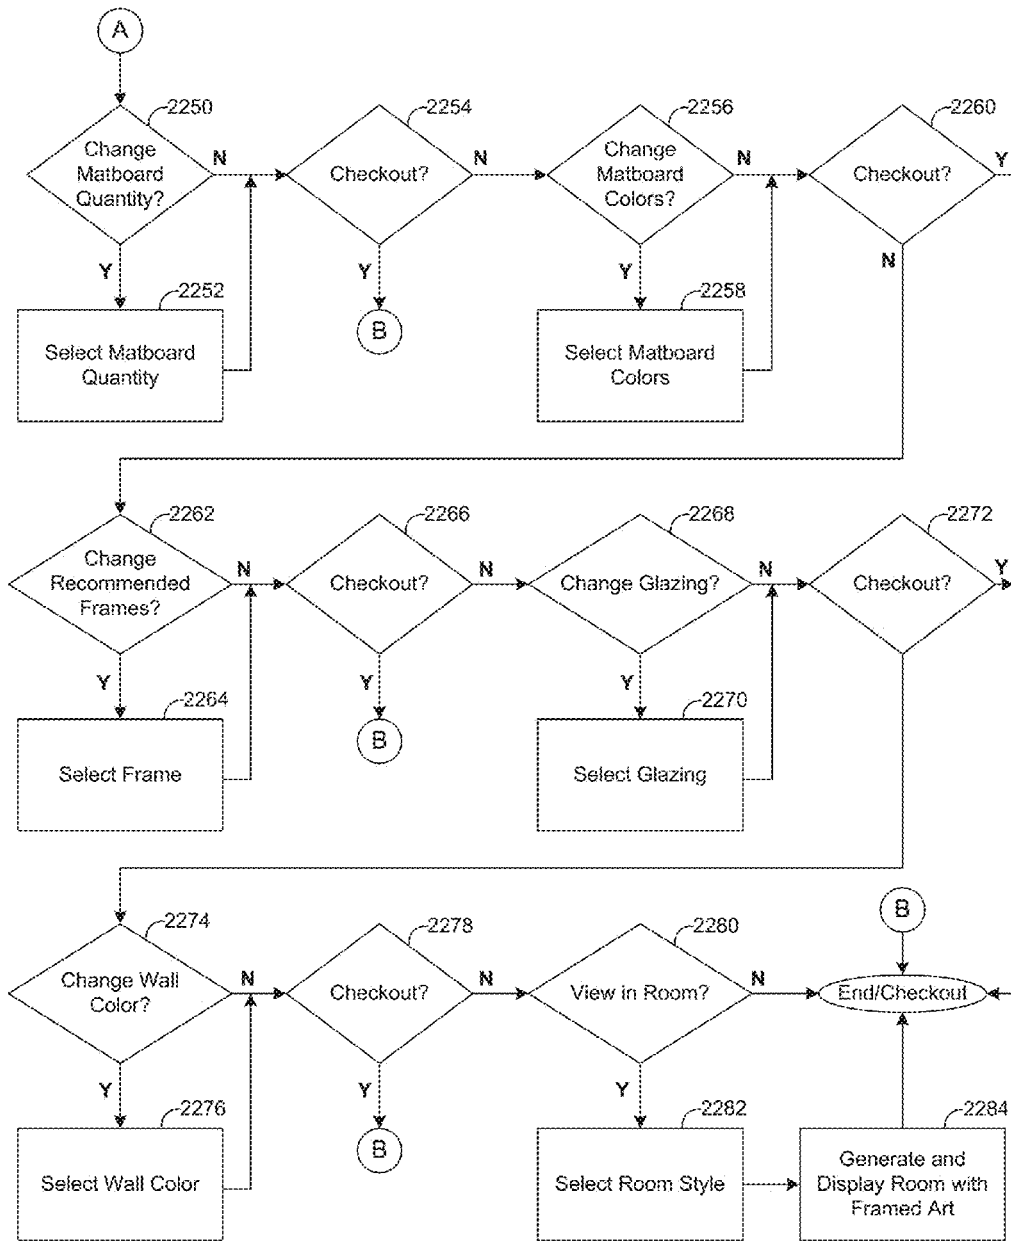 A
2250
2254
2256
2260
Change
Matboard
Quantity?
N
Checkout?
N
Change
Matboard
Colors?
N
Checkout?
Y
Y
2252
Y
B
Y
2258
N
Select Matboard
Quantity
Select Matboard
Colors
2262
2266
2268
2272
Change
Recommended
Frames?
N
Checkout?
N
Change Glazing?
N
Checkout?
Y
Y
2264
Y
B
Y
2270
Select Frame
Select Glazing
2274
2278
2280
B
Change Wall
Color?
N
Checkout?
N
View in Room?
N
End/Checkout
Y
2276
Y
B
Y
2282
2284
Select Wall Color
Select Room Style
Generate and
Display Room with
Framed Art